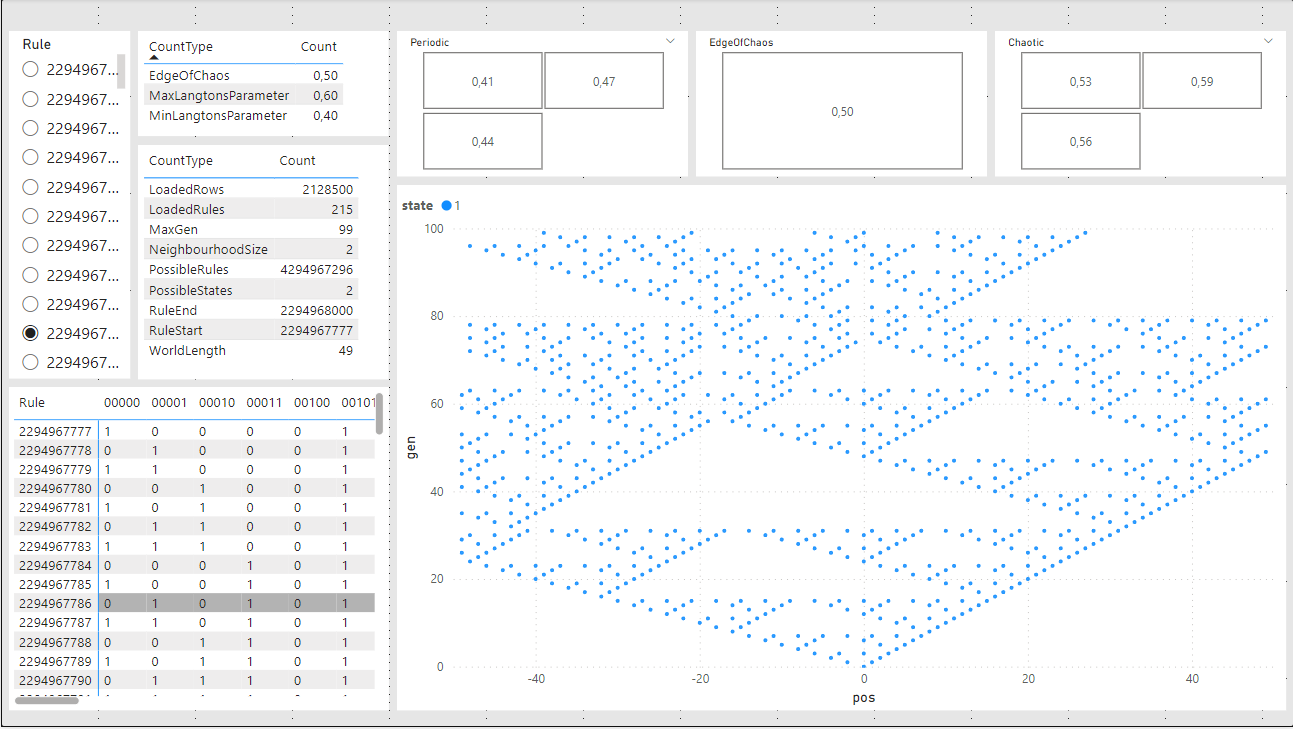 Rule
2294967...
2294967...
2294967...
2294967...
2294967...
2294967...
2294967...
2294967...
2294967...
2294967...
2294967...
CountType Count
EdgeOfChaos 0,50
MaxLangtonsParameter 0,60
MinLangtonsParameter 0,40
CountType Count
LoadedRows 2128500
LoadedRules 215
MaxGen 99
NeighbourhoodSize 2
PossibleRules 4294967296
PossibleStates 2
RuleEnd 2294968000
RuleStart 2294967777
WorldLength 49
Periodic
0,41 0,47
0,44
EdgeOfChaos
0,50
Chaotic
0,53 0,59
0,56
Rule 00000 00001 00010 00011 00100 00101
2294967777 1 0 0 0 0 1
2294967778 0 1 0 0 0 1
2294967779 1 1 0 0 0 1
2294967780 0 0 1 0 0 1
2294967781 1 0 1 0 0 1
2294967782 0 1 1 0 0 1
2294967783 1 1 1 0 0 1
2294967784 0 0 0 1 0 1
2294967785 1 0 0 1 0 1
2294967786 0 1 0 1 0 1
2294967787 1 1 0 1 0 1
2294967788 0 0 1 1 0 1
2294967789 1 0 1 1 0 1
2294967790 0 1 1 1 0 1
state 1
100
80
60
40
20
0
gen
-40 -20 0 20 40
pos